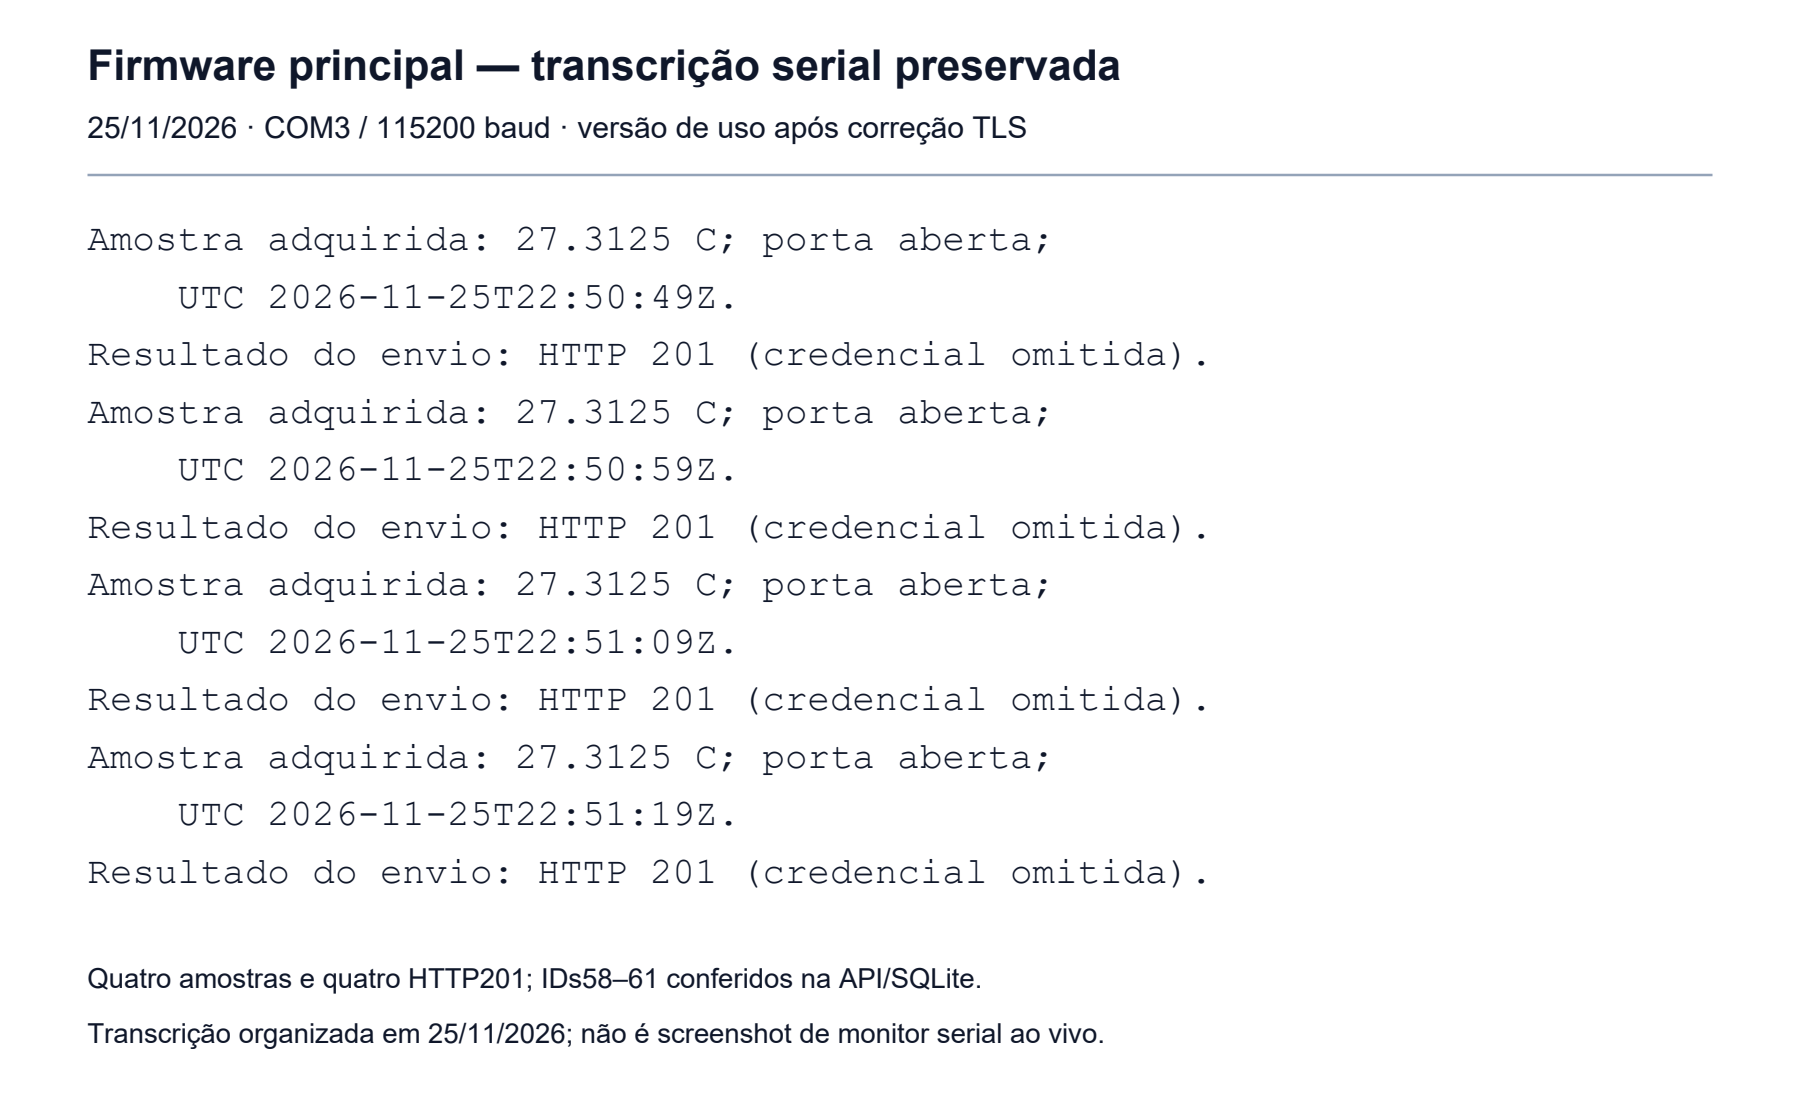 Firmware principal — transcrição serial preservada
25/11/2026 · COM3 / 115200 baud · versão de uso após correção TLS
Amostra adquirida: 27.3125 C; porta aberta;
UTC 2026-11-25T22:50:49Z.
Resultado do envio: HTTP 201 (credencial omitida).
Amostra adquirida: 27.3125 C; porta aberta;
UTC 2026-11-25T22:50:59Z.
Resultado do envio: HTTP 201 (credencial omitida).
Amostra adquirida: 27.3125 C; porta aberta;
UTC 2026-11-25T22:51:09Z.
Resultado do envio: HTTP 201 (credencial omitida).
Amostra adquirida: 27.3125 C; porta aberta;
UTC 2026-11-25T22:51:19Z.
Resultado do envio: HTTP 201 (credencial omitida).
Quatro amostras e quatro HTTP201; IDs58–61 conferidos na API/SQLite.
Transcrição organizada em 25/11/2026; não é screenshot de monitor serial ao vivo.